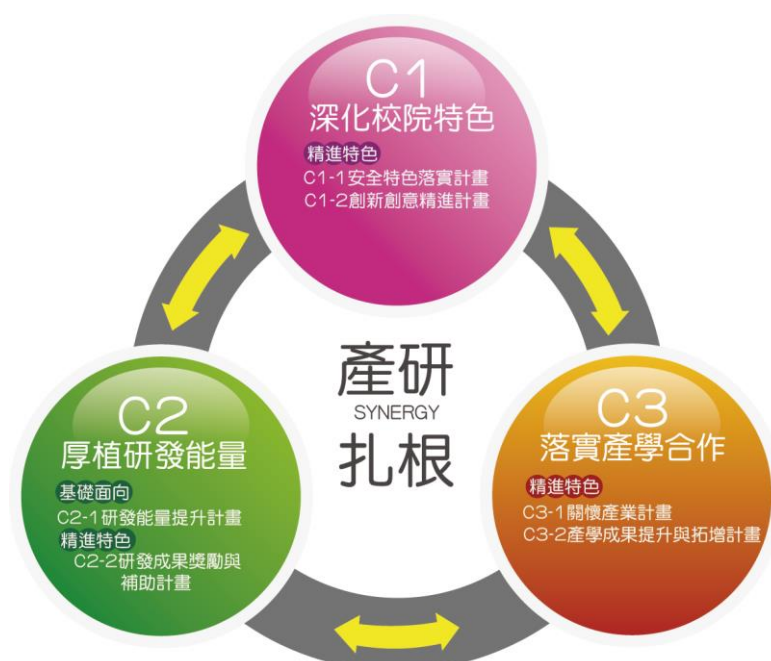 C1
深化校院特色
精進特色
C1-1安全特色落實計畫
C1-2創新創意精進計畫
產研
SYNERGY
扎根
C2
厚植研發能量
基礎面向
C2-1研發能量提升計畫
精進特色
C2-2研發成果獎勵與
補助計畫
C3
落實產學合作
精進特色
C3-1關懷產業計畫
C3-2產學成果提升與拓增計畫